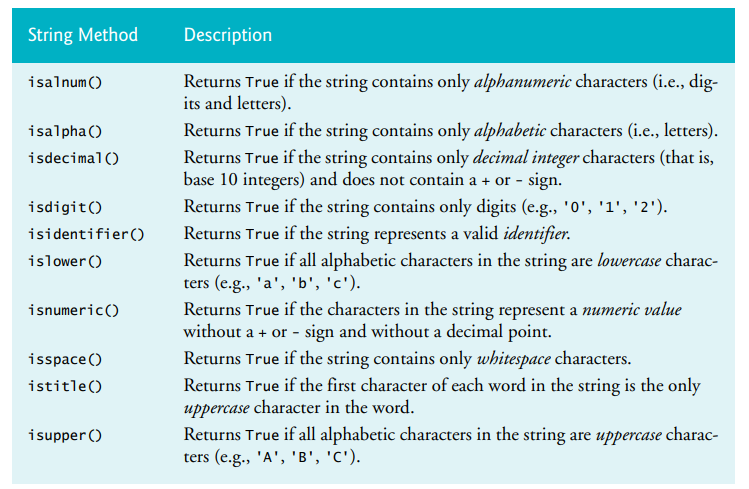 String Method Description
isalnum() Returns True if the string contains only alphanumeric characters (i.e., dig-
its and letters).
isalpha() Returns True if the string contains only alphabetic characters (i.e., letters).
isdecimal() Returns True if the string contains only decimal integer characters (that is,
base 10 integers) and does not contain a + or - sign.
isdigit() Returns True if the string contains only digits (e.g., '0', '1', '2').
isidentifier() Returns True if the string represents a valid identifier.
islower() Returns True if all alphabetic characters in the string are lowercase charac-
ters (e.g., 'a', 'b', 'c').
isnumeric() Returns True if the characters in the string represent a numeric value
without a + or - sign and without a decimal point.
isspace() Returns True if the string contains only whitespace characters.
istitle() Returns True if the first character of each word in the string is the only
uppercase character in the word.
isupper() Returns True if all alphabetic characters in the string are uppercase charac-
ters (e.g., 'A', 'B', 'C').